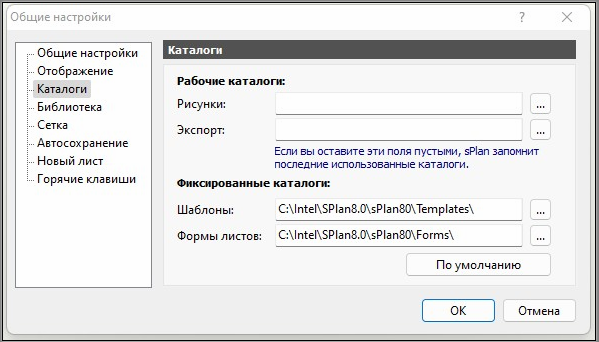 Общие настройки ? ×
Общие настройки
Отображение
Каталоги
Библиотека
Сетка
Автосохранение
Новый лист
Горячие клавиши
Каталоги
Рабочие каталоги:
Рисунки: ...
Экспорт: ...
Если вы оставите эти поля пустыми, sPlan запомнит
последние использованные каталоги.
Фиксированные каталоги:
Шаблоны: C:\Intel\SPlan8.0\sPlan80\Templates\ ...
Формы листов: C:\Intel\SPlan8.0\sPlan80\Forms\ ...
По умолчанию
ОК Отмена